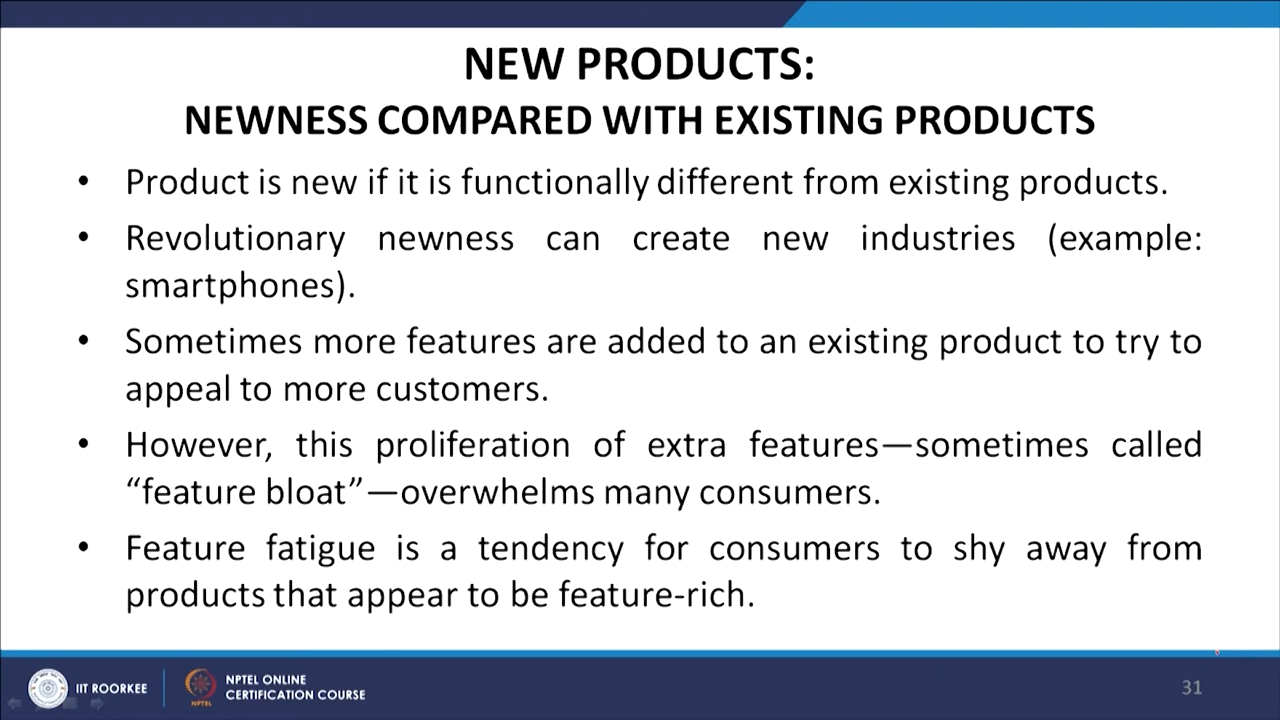 NEW PRODUCTS:
NEWNESS COMPARED WITH EXISTING PRODUCTS
• Product is new if it is functionally different from existing products.
• Revolutionary newness can create new industries (example:
smartphones).
• Sometimes more features are added to an existing product to try to
appeal to more customers.
• However, this proliferation of extra features—sometimes called
“feature bloat”—overwhelms many consumers.
• Feature fatigue is a tendency for consumers to shy away from
products that appear to be feature-rich.
IIT ROORKEE
NPTEL
NPTEL ONLINE
CERTIFICATION COURSE
31